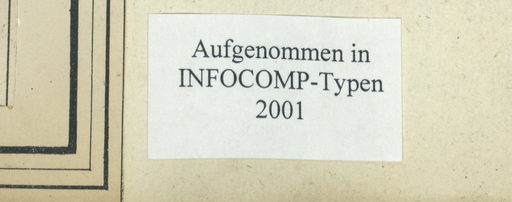 Aufgenommen in
INFOCOMP-Typen
2001